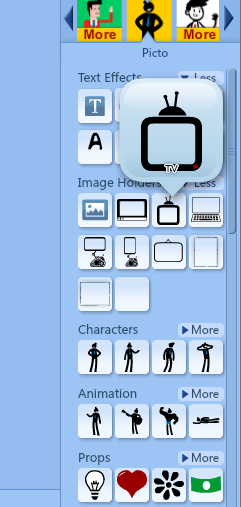 More More
Picto
Text Effects Less
T
A
TV
Image Holders Less
Characters More
Animation More
Props More